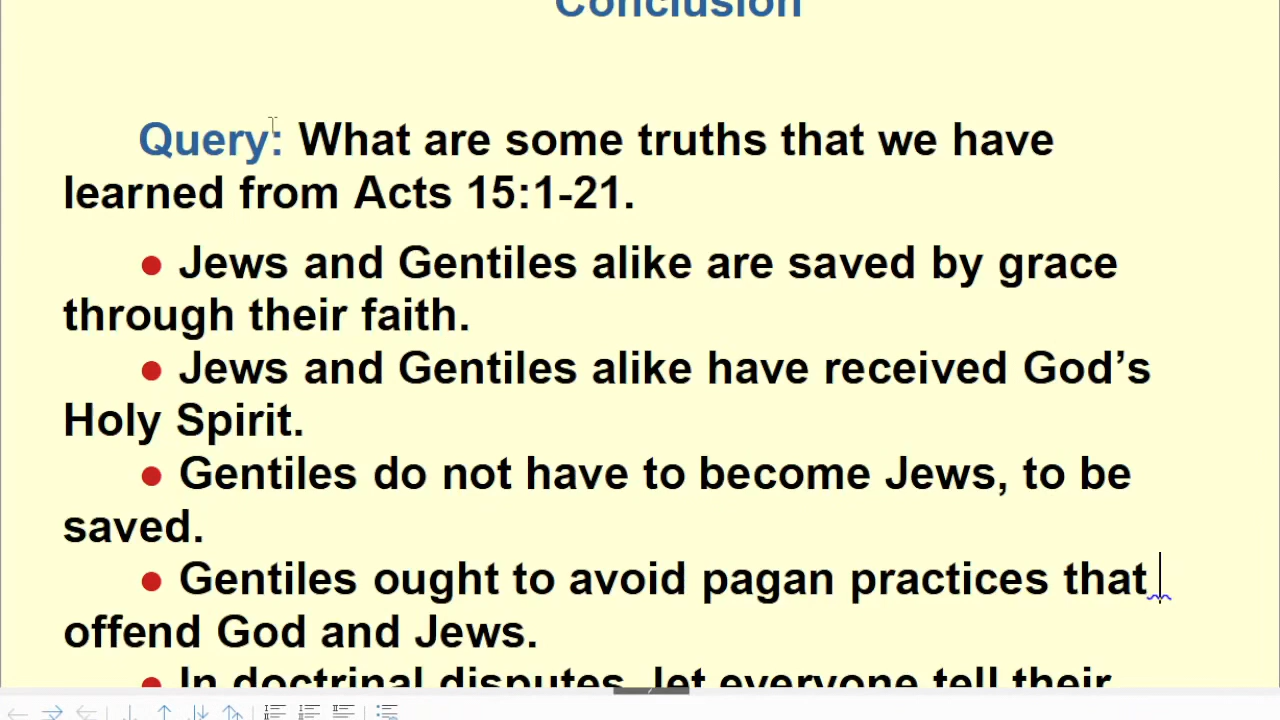 Conclusion
Query: What are some truths that we have
learned from Acts 15:1-21.
● Jews and Gentiles alike are saved by grace
through their faith.
● Jews and Gentiles alike have received God’s
Holy Spirit.
● Gentiles do not have to become Jews, to be
saved.
● Gentiles ought to avoid pagan practices that
offend God and Jews.
● In doctrinal disputes, let everyone tell their